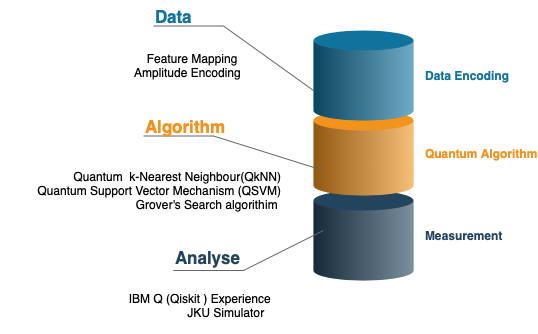 Data
Feature Mapping
Amplitude Encoding
Data Encoding
Algorithm
Quantum Algorithm
Quantum k-Nearest Neighbour(QkNN)
Quantum Support Vector Mechanism (QSVM)
Grover's Search algorithim
Measurement
Analyse
IBM Q (Qiskit ) Experience
JKU Simulator